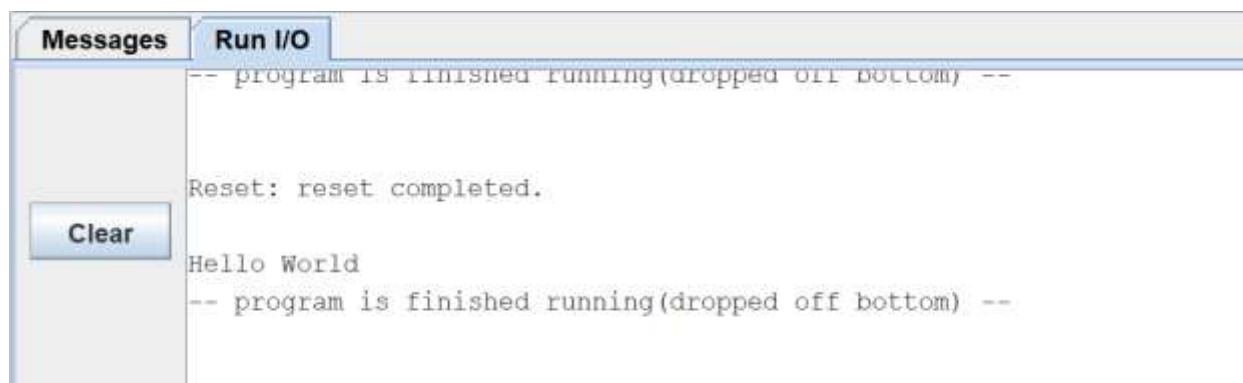 Messages Run I/O
-- program is finished running(dropped off bottom) --
Reset: reset completed.
Clear
Hello World
-- program is finished running(dropped off bottom) --